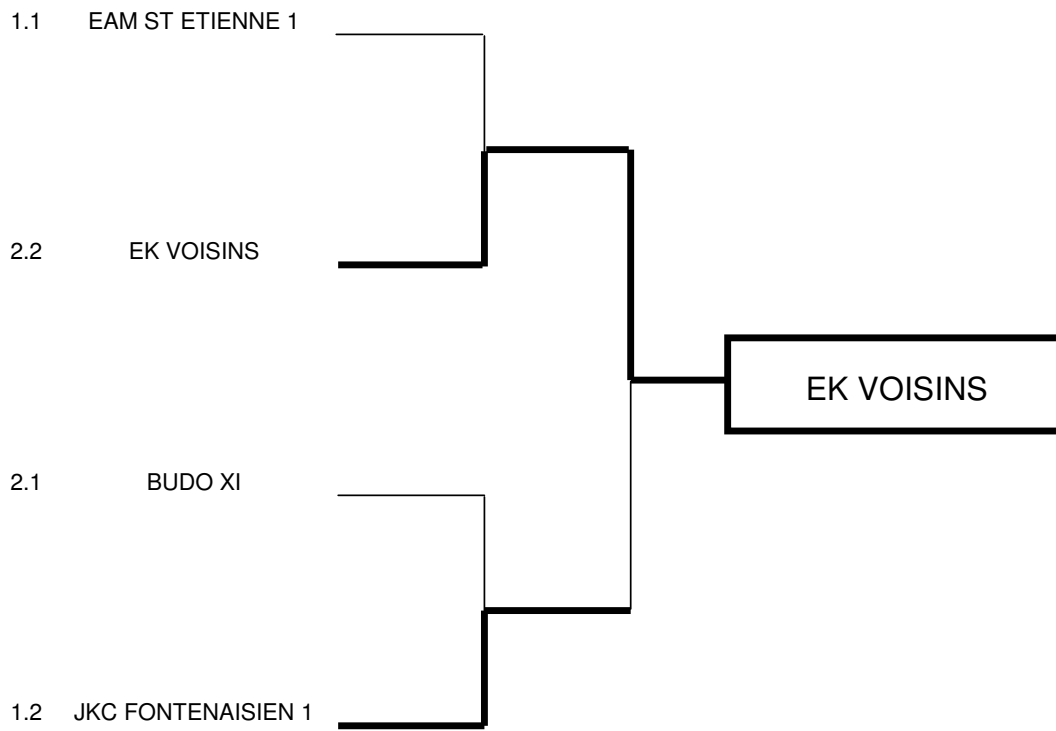 1.1 EAM ST ETIENNE 1
2.2 EK VOISINS
EK VOISINS
2.1 BUDO XI
1.2 JKC FONTENAISIEN 1